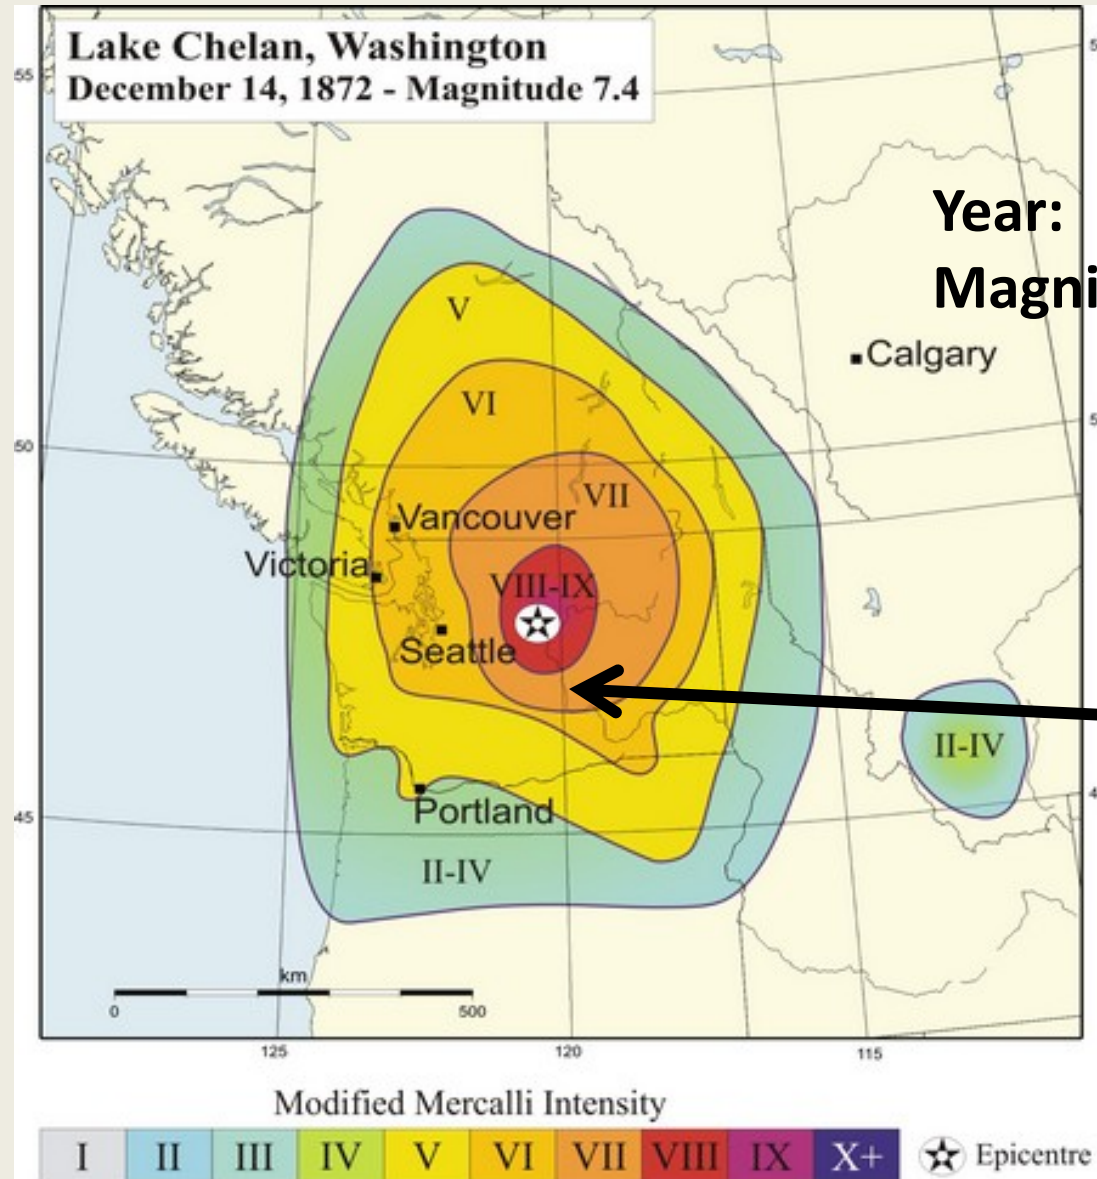 Lake Chelan, Washington
December 14, 1872 - Magnitude 7.4
55
Year:
Magni
V
Calgary
VI
50
VII
Vancouver
Victoria
VIII-IX
Seattle
II-IV
Portland
45
II-IV
km
0 500
125 120 115
Modified Mercalli Intensity
I II III IV V VI VII VIII IX X+ Epicentre